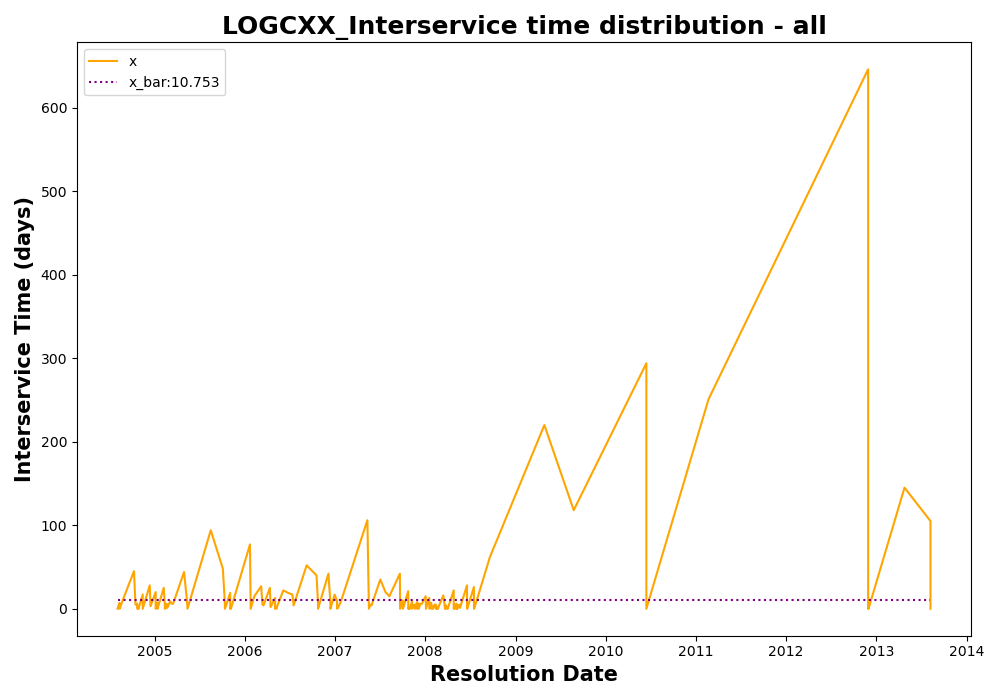 LOGCXX_Interservice time distribution - all
x
x_bar:10.753
Interservice Time (days)
600
500
400
300
200
100
0
2005 2006 2007 2008 2009 2010 2011 2012 2013 2014
Resolution Date